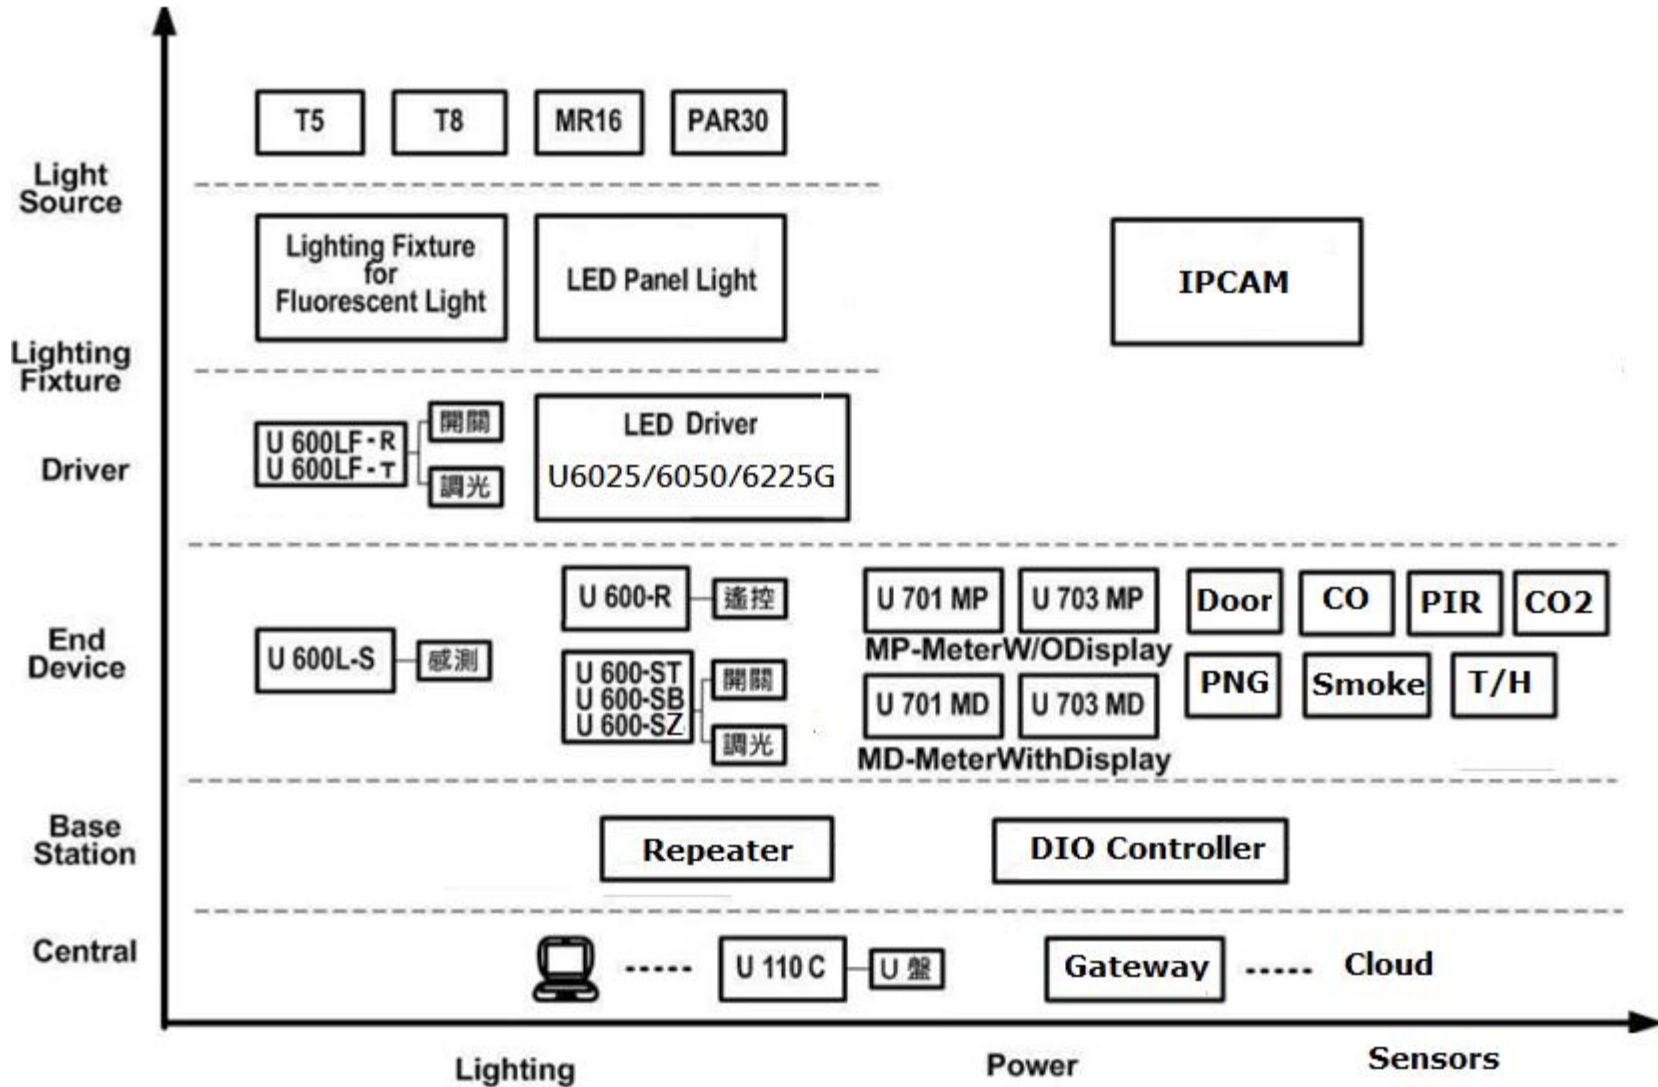 T5
T8
MR16
PAR30
Light
Source
Lighting Fixture
for
Fluorescent Light
LED Panel Light
IPCAM
Lighting
Fixture
Driver
U 600LF-R
U 600LF-T
開關
調光
LED Driver
U6025/6050/6225G
End
Device
U 600L-S
感測
U 600-R
遙控
U 600-ST
U 600-SB
U 600-SZ
開關
調光
U 701 MP
U 703 MP
MP-MeterW/ODisplay
U 701 MD
U 703 MD
MD-MeterWithDisplay
Door
CO
PIR
CO2
PNG
Smoke
T/H
Base
Station
Repeater
DIO Controller
Central
U 110 C
U 盤
Gateway
Cloud
Lighting
Power
Sensors